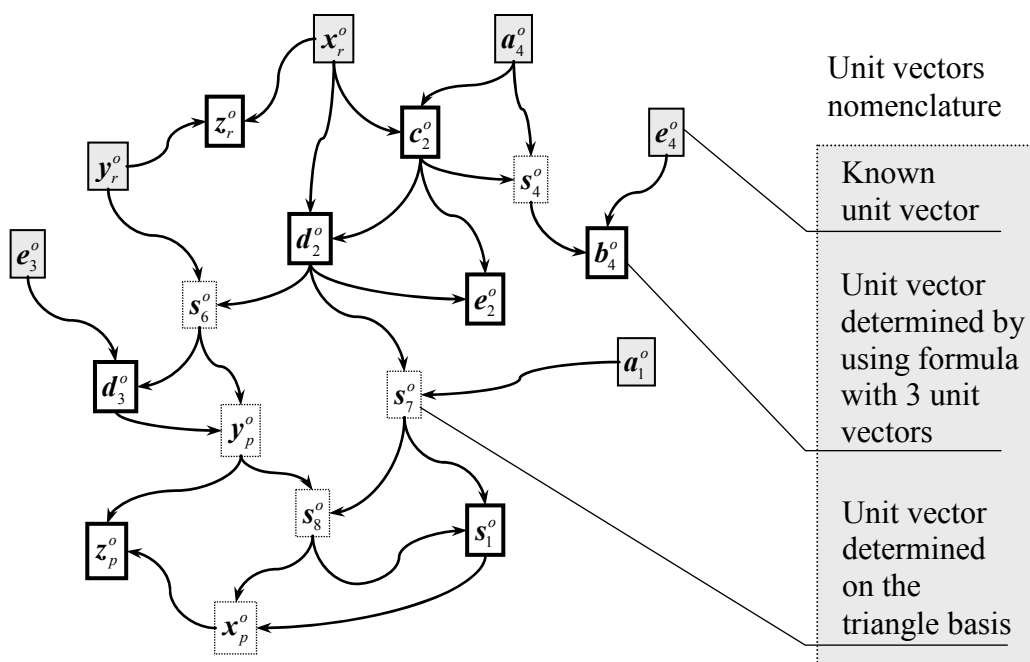 x_r^o
a_4^o
Unit vectors
nomenclature
z_r^o
c_2^o
e_4^o
y_r^o
s_4^o
Known
unit vector
e_3^o
d_2^o
b_4^o
s_6^o
e_2^o
Unit vector
determined by
using formula
with 3 unit
vectors
d_3^o
s_7^o
a_1^o
y_p^o
s_8^o
s_1^o
z_p^o
x_p^o
Unit vector
determined
on the
triangle basis